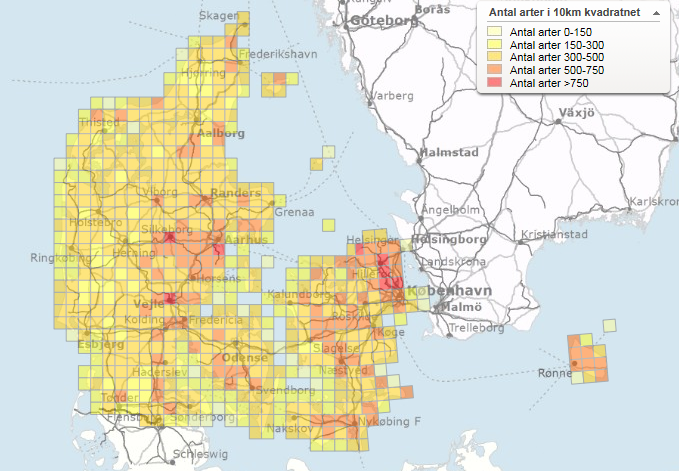 Antal arter i 10km kvadratnet
Antal arter 0-150
Antal arter 150-300
Antal arter 300-500
Antal arter 500-750
Antal arter >750
Borås
Göteborg
Skagen
Frederikshavn
Hjørring
Varberg
Thisted
Aalborg
Växjö
Halmstad
Viborg
Randers
Grenaa
Ängelholm
Karlskron
Holstebro
Silkeborg
Aarhus
Helsingør
Helsingborg
Kristianstad
Ringkøbing
Herning
Landskrona
Hillerød
Horsens
København
Kalundborg
Vejle
Malmö
Roskilde
Kolding
Fredericia
Køge
Trelleborg
Esbjerg
Slagelse
Odense
Haderslev
Næstved
Rønne
Svendborg
Tønder
Flensburg
Sønderborg
Nakskov
Nykøbing F
Schleswig